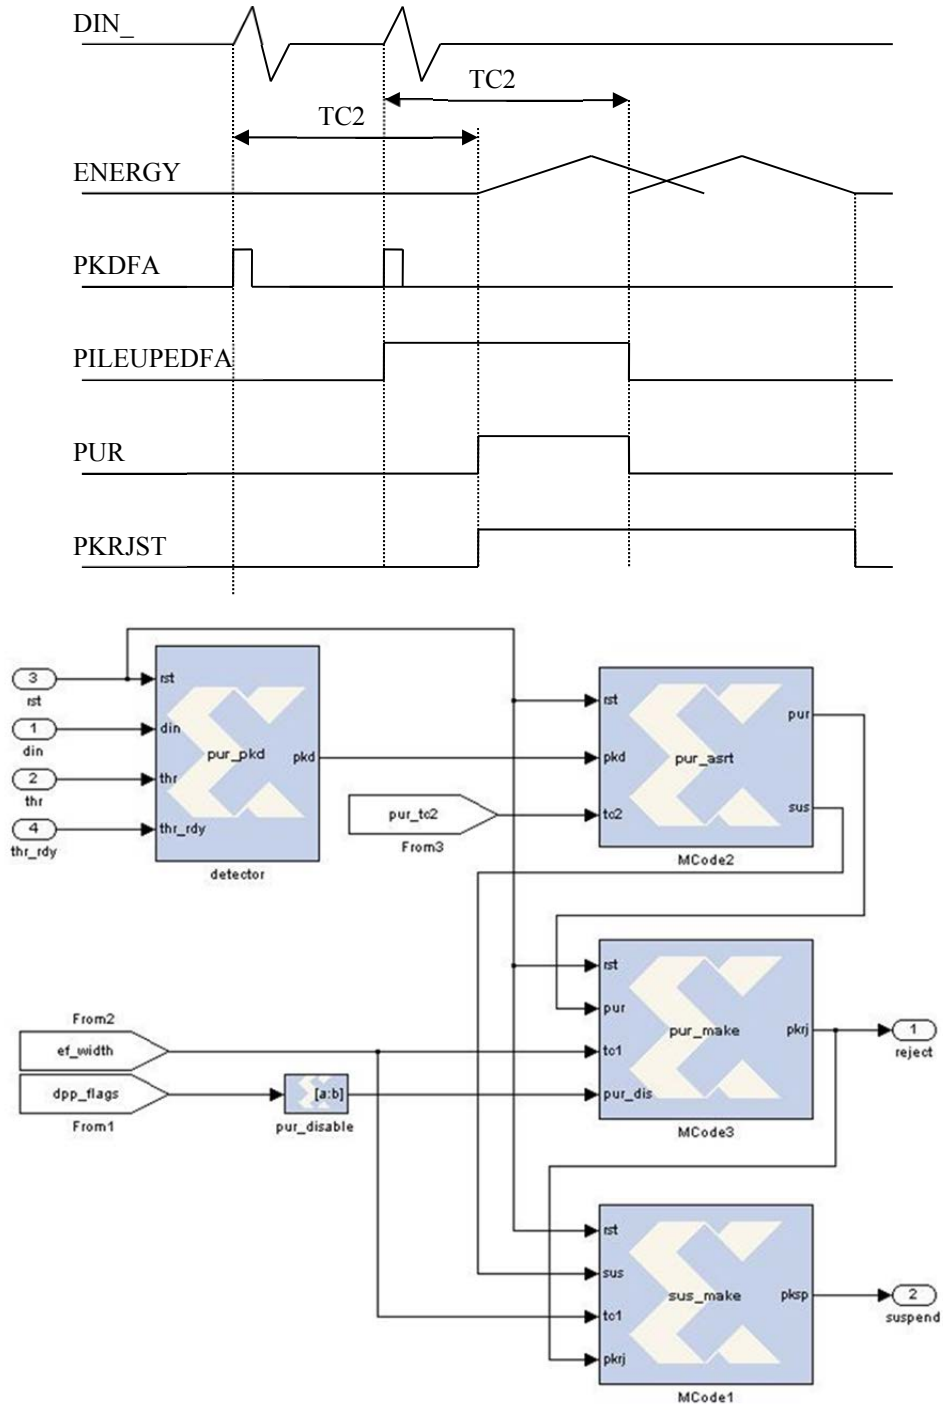 DIN_
TC2
TC2
ENERGY
PKDFA
PILEUPEDFA
PUR
PKRJST
3
rst
1
din
2
thr
4
thr_rdy
rst
din
thr
thr_rdy
pur_pkd
pkd
detector
pur_tc2
From3
rst
pkd
tc2
pur_asrt
pur
sus
MCode2
From2
ef_width
dpp_flags
From1
[a:b]
pur_disable
rst
pur
tc1
pur_dis
pur_make
pkrj
MCode3
1
reject
rst
sus
tc1
pkrj
sus_make
pksp
MCode1
2
suspend